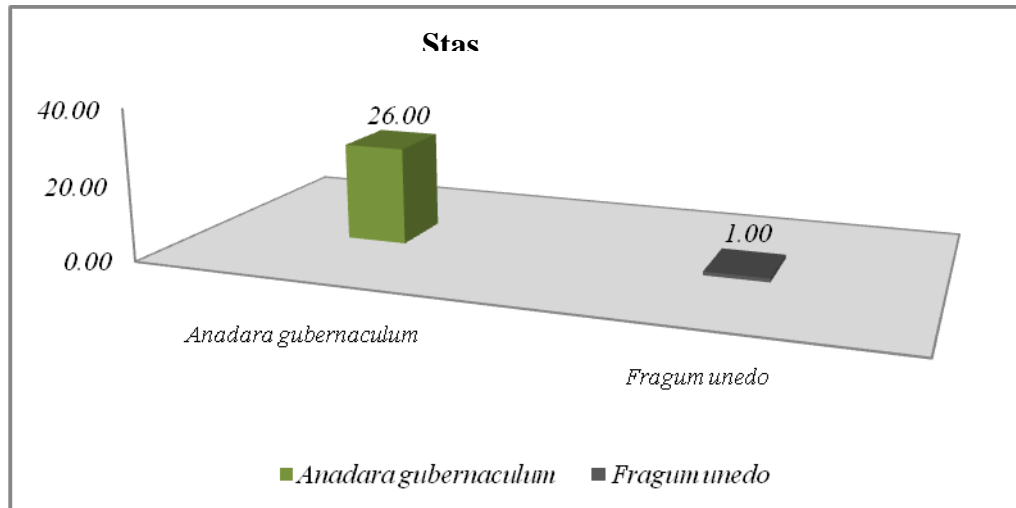 Stas
40.00
26.00
20.00
1.00
0.00
Anadara gubernaculum
Fragum unedo
Anadara gubernaculum Fragum unedo